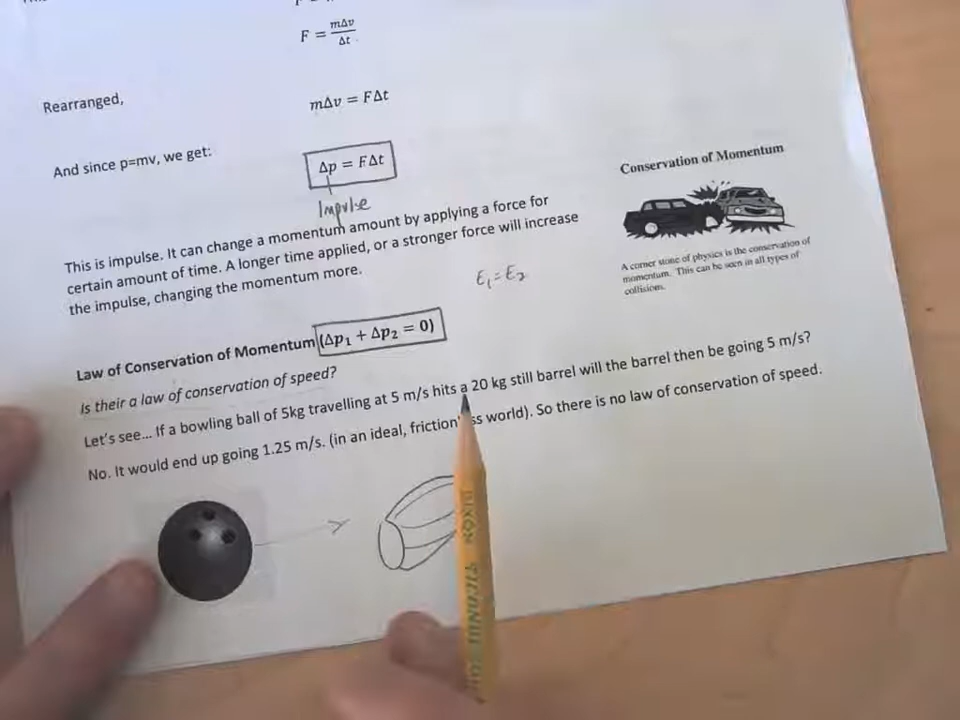 F = mΔv / Δt
Rearranged,
mΔv = FΔt
And since p=mv, we get:
Δp = FΔt
Impulse
This is impulse. It can change a momentum amount by applying a force for
certain amount of time. A longer time applied, or a stronger force will increase
the impulse, changing the momentum more.
E₁ = E₂
Conservation of Momentum
A corner stone of physics is the conservation of
momentum. This can be seen in all types of
collisions.
Law of Conservation of Momentum (Δp₁ + Δp₂ = 0)
Is their a law of conservation of speed?
Let's see... If a bowling ball of 5kg travelling at 5 m/s hits a 20 kg still barrel will the barrel then be going 5 m/s?
No. It would end up going 1.25 m/s. (in an ideal, world). So there is no law of conservation of speed.
DIXON